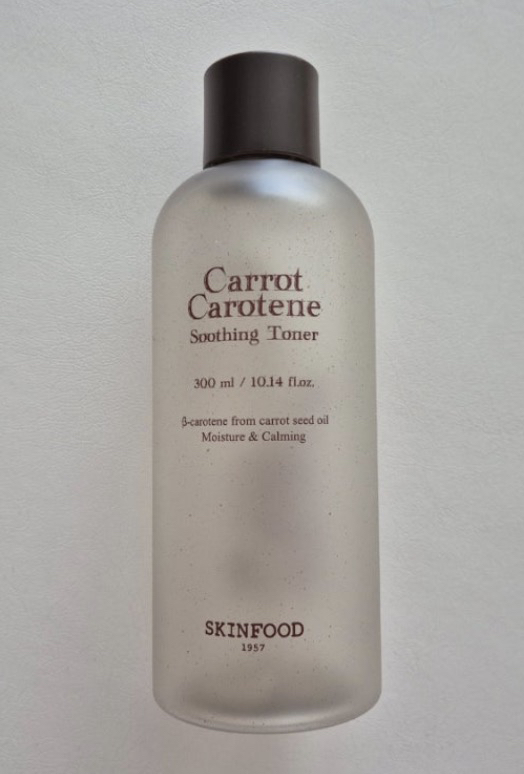 Carrot
Carotene
Soothing Toner
300 ml / 10.14 fl.oz.
β-carotene from carrot seed oil
Moisture & Calming
SKINFOOD
1957